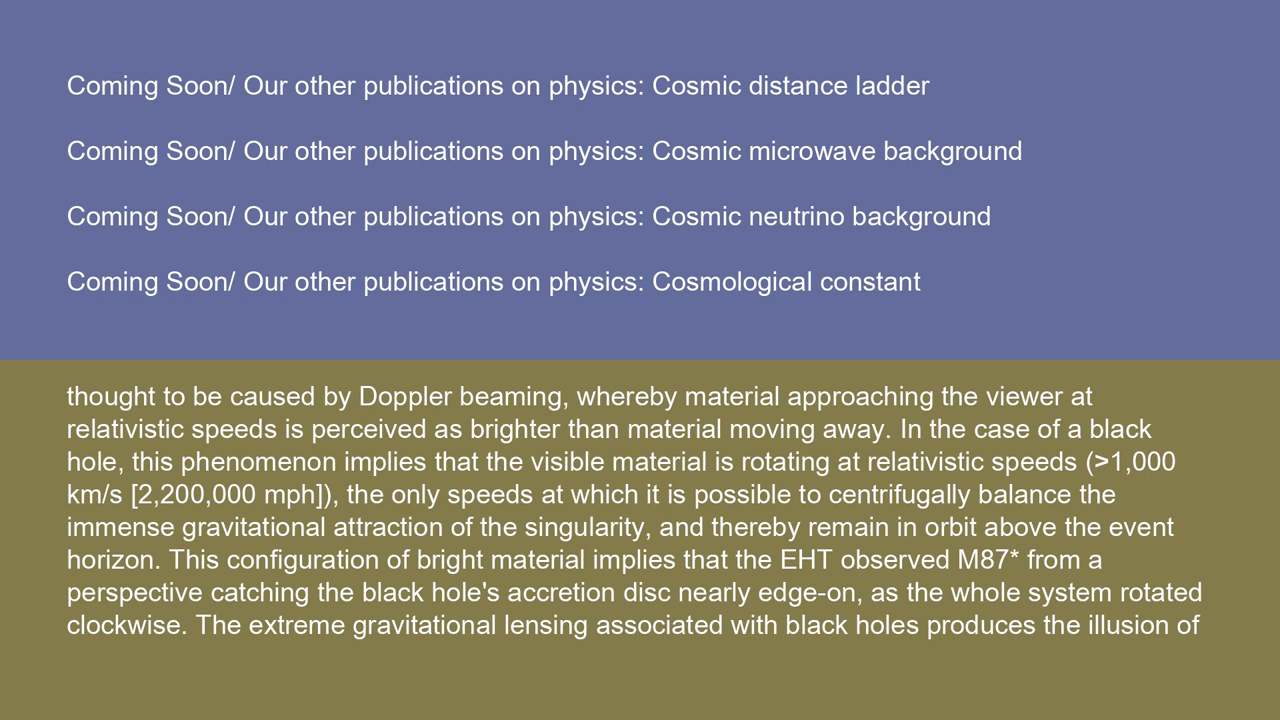 Coming Soon/ Our other publications on physics: Cosmic distance ladder
Coming Soon/ Our other publications on physics: Cosmic microwave background
Coming Soon/ Our other publications on physics: Cosmic neutrino background
Coming Soon/ Our other publications on physics: Cosmological constant
thought to be caused by Doppler beaming, whereby material approaching the viewer at
relativistic speeds is perceived as brighter than material moving away. In the case of a black
hole, this phenomenon implies that the visible material is rotating at relativistic speeds (>1,000
km/s [2,200,000 mph]), the only speeds at which it is possible to centrifugally balance the
immense gravitational attraction of the singularity, and thereby remain in orbit above the event
horizon. This configuration of bright material implies that the EHT observed M87* from a
perspective catching the black hole's accretion disc nearly edge-on, as the whole system rotated
clockwise. The extreme gravitational lensing associated with black holes produces the illusion of